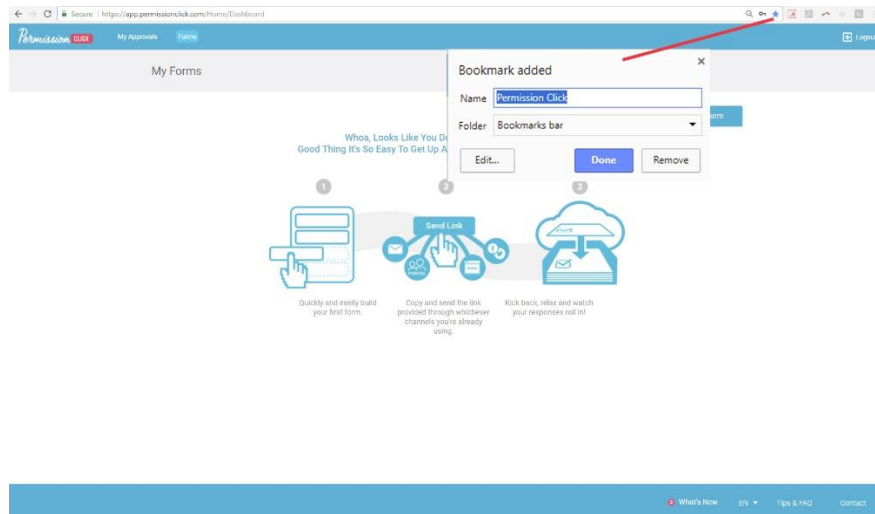 Secure | https://app.permissionclick.com/Home/Dashboard
Permission CLICK My Approvals Forms
My Forms
Bookmark added
Name Permission Click
Folder Bookmarks bar
Edit... Done Remove
Whoa, Looks Like You
Good Thing It's So Easy To Get Up
1 2 3
Send Link
Quickly and easily build
your first form.
Copy and send the link
provided through whichever
channels you're already
using.
Kick back, relax and watch
your responses roll in!
What's New EN Tips & FAQ Contact